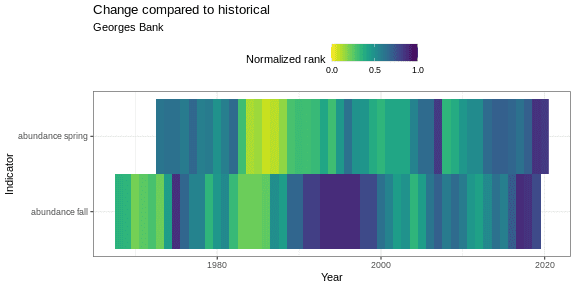 Change compared to historical
Georges Bank
Normalized rank
0.0 0.5 1.0
Indicator
abundance spring
abundance fall
1980 2000 2020
Year